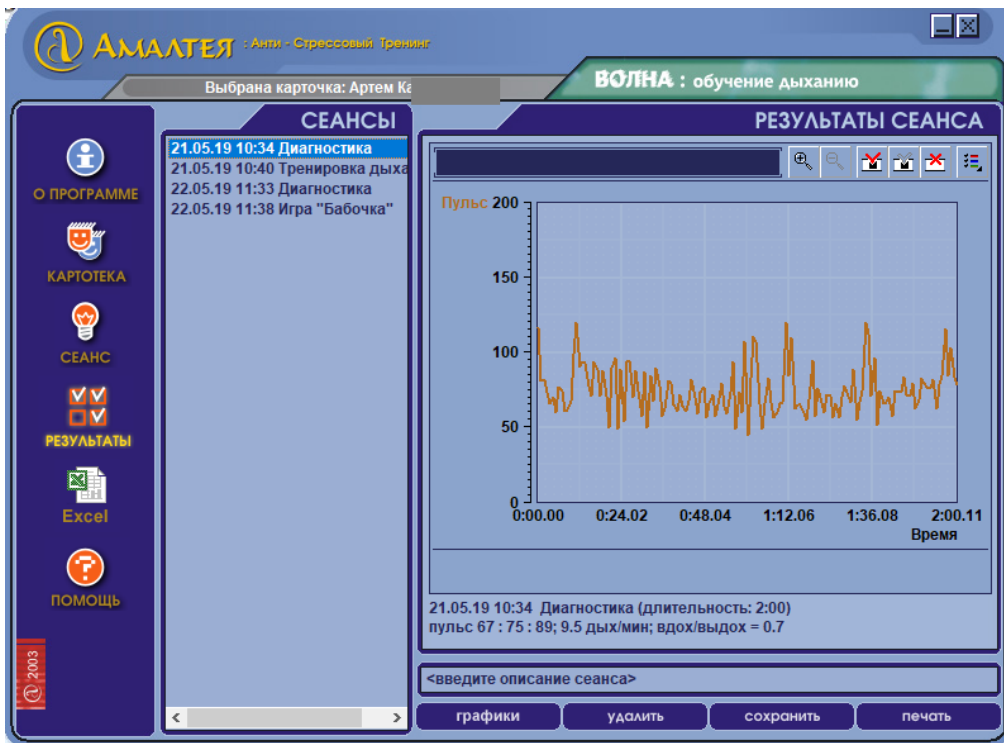 АМАЛТЕЯ : Анти - Стрессовый Тренинг
Выбрана карточка: Артем Ка
ВОЛНА : обучение дыханию
О ПРОГРАММЕ
КАРТОТЕКА
СЕАНС
РЕЗУЛЬТАТЫ
Excel
ПОМОЩЬ
2003
СЕАНСЫ
21.05.19 10:34 Диагностика
21.05.19 10:40 Тренировка дыха
22.05.19 11:33 Диагностика
22.05.19 11:38 Игра "Бабочка"
РЕЗУЛЬТАТЫ СЕАНСА
Пульс 200
150
100
50
0
0:00.00 0:24.02 0:48.04 1:12.06 1:36.08 2:00.11
Время
21.05.19 10:34 Диагностика (длительность: 2:00)
пульс 67 : 75 : 89; 9.5 дых/мин; вдох/выдох = 0.7
<введите описание сеанса>
графики удалить сохранить печать